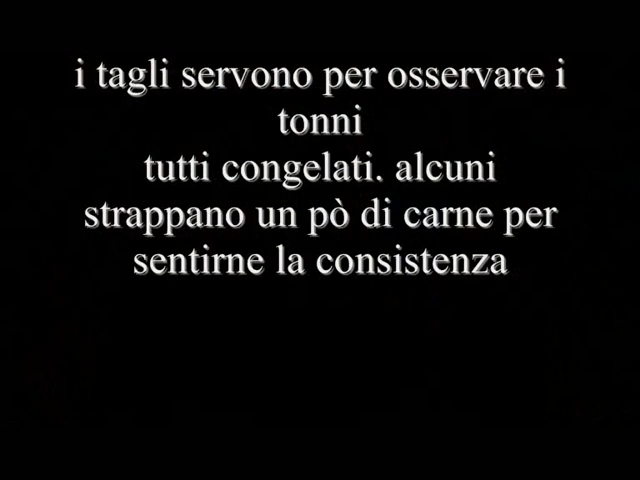 i tagli servono per osservare i
tonni
tutti congelati. alcuni
strappano un pò di carne per
sentirne la consistenza